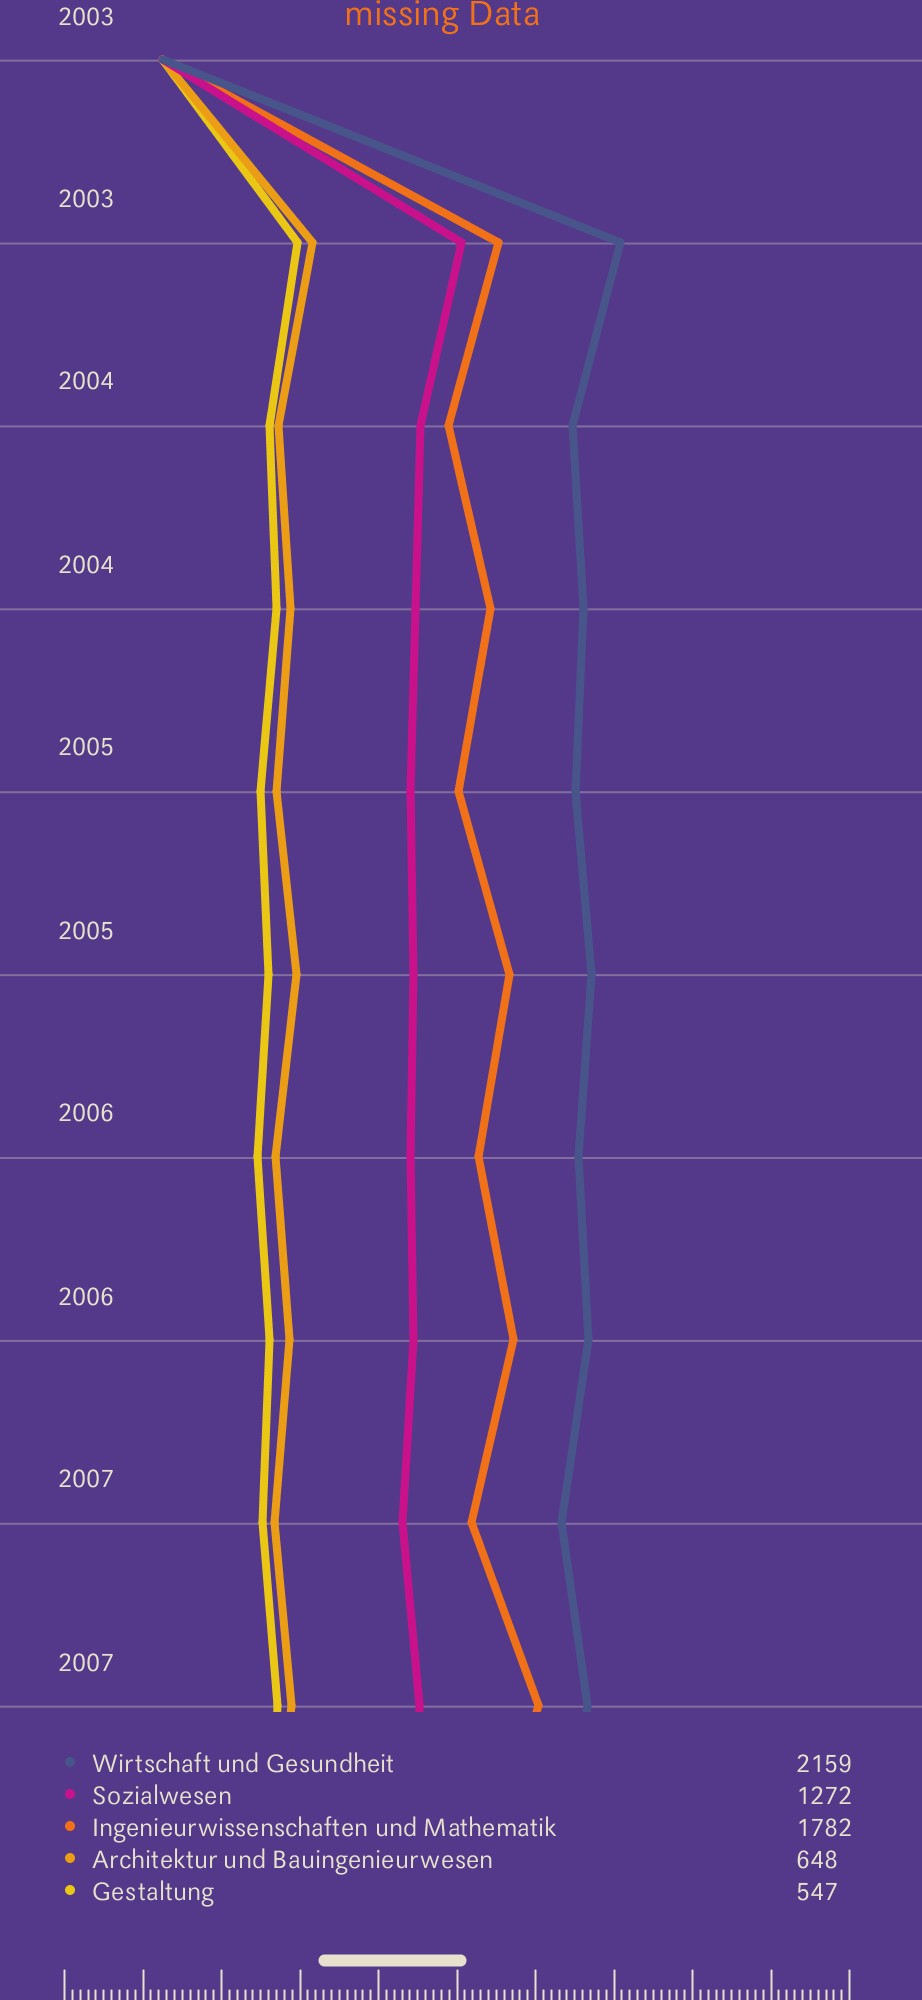 missing Data
2003
2003
2004
2004
2005
2005
2006
2006
2007
2007
Wirtschaft und Gesundheit 2159
Sozialwesen 1272
Ingenieurwissenschaften und Mathematik 1782
Architektur und Bauingenieurwesen 648
Gestaltung 547